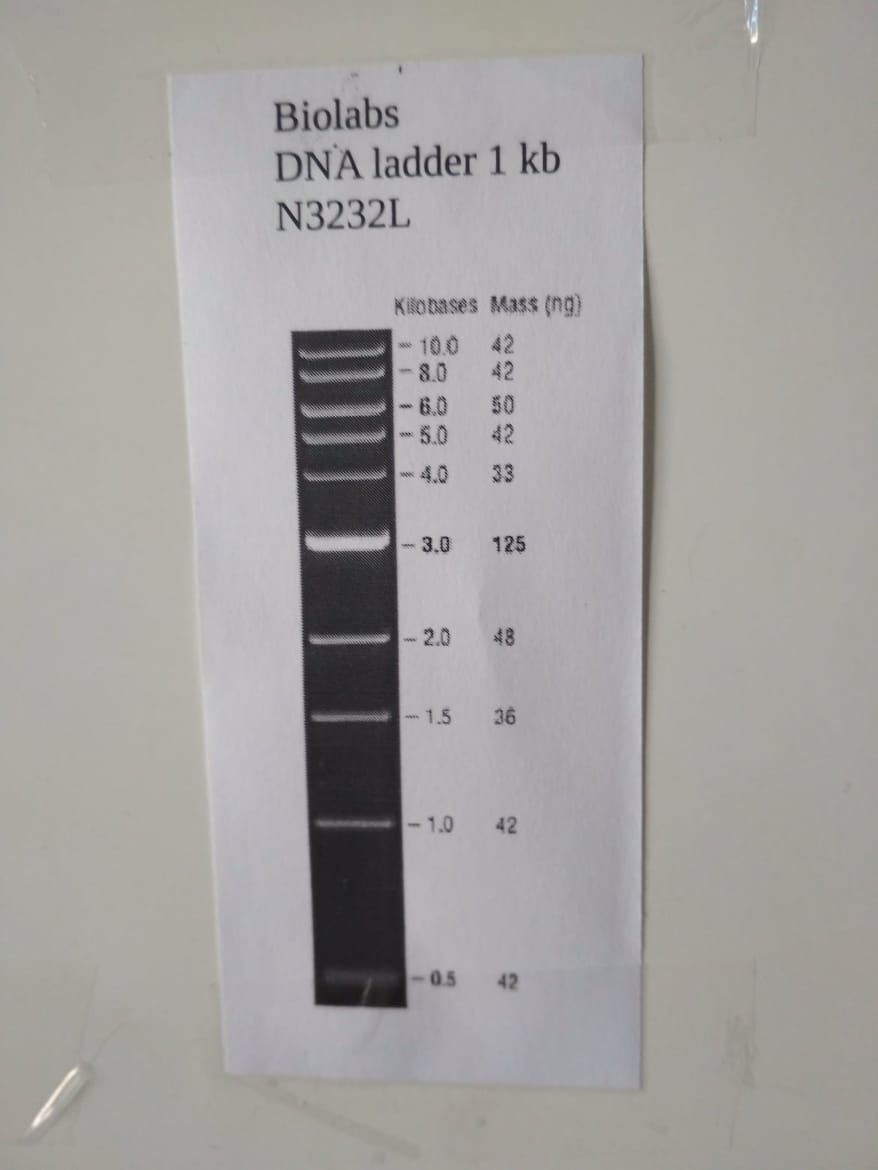 Biolabs
DNA ladder 1 kb
N3232L
Kilobases Mass (ng)
– 10.0 42
– 8.0 42
– 6.0 50
– 5.0 42
– 4.0 33
– 3.0 125
– 2.0 48
– 1.5 36
– 1.0 42
– 0.5 42